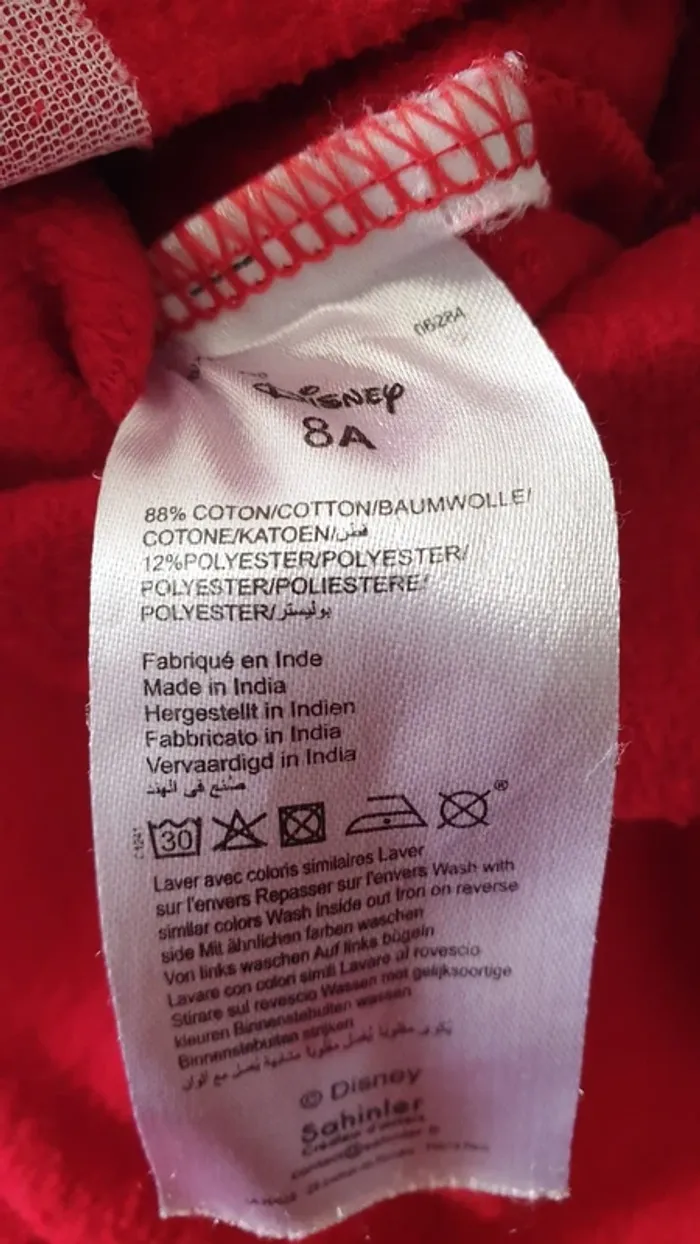 0628A
Disney
8A
88% COTON/COTTON/BAUMWOLLE/
COTONE/KATOEN/قطن
12%POLYESTER/POLYESTER/
POLYESTER/POLIESTERE/
POLYESTER/بوليستر
Fabriqué en Inde
Made in India
Hergestellt in Indien
Fabbricato in India
Vervaardigd in India
صنع في الهند
30
®
Laver avec coloris similaires Laver
sur l'envers Repasser sur l'envers Wash with
similar colors Wash inside out Iron on reverse
side Mit ähnlichen farben waschen
Von links waschen Auf links bügeln
Lavare con colori simili Lavare al rovescio
Stirare sul rovescio Wassen met gelijksoortige
kleuren Binnenstebuiten wassen
Binnenstebuiten strijken
© Disney
Sahinler